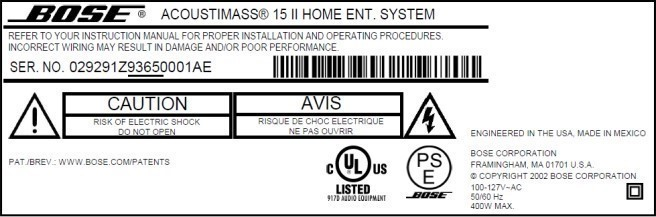 BOSE® ACOUSTIMASS® 15 II HOME ENT. SYSTEM
REFER TO YOUR INSTRUCTION MANUAL FOR PROPER INSTALLATION AND OPERATING PROCEDURES.
INCORRECT WIRING MAY RESULT IN DAMAGE AND/OR POOR PERFORMANCE.
SER. NO. 029291Z93650001AE
CAUTION
RISK OF ELECTRIC SHOCK
DO NOT OPEN
AVIS
RISQUE DE CHOC ELECTRIQUE
NE PAS OUVRIR
PAT./BREV.: WWW.BOSE.COM/PATENTS
C UL® US
LISTED
917D AUDIO EQUIPMENT
PS
E
BOSE
ENGINEERED IN THE USA, MADE IN MEXICO
BOSE CORPORATION
FRAMINGHAM, MA 01701 U.S.A.
© COPYRIGHT 2002 BOSE CORPORATION
100-127V~AC
50/60 Hz
400W MAX.